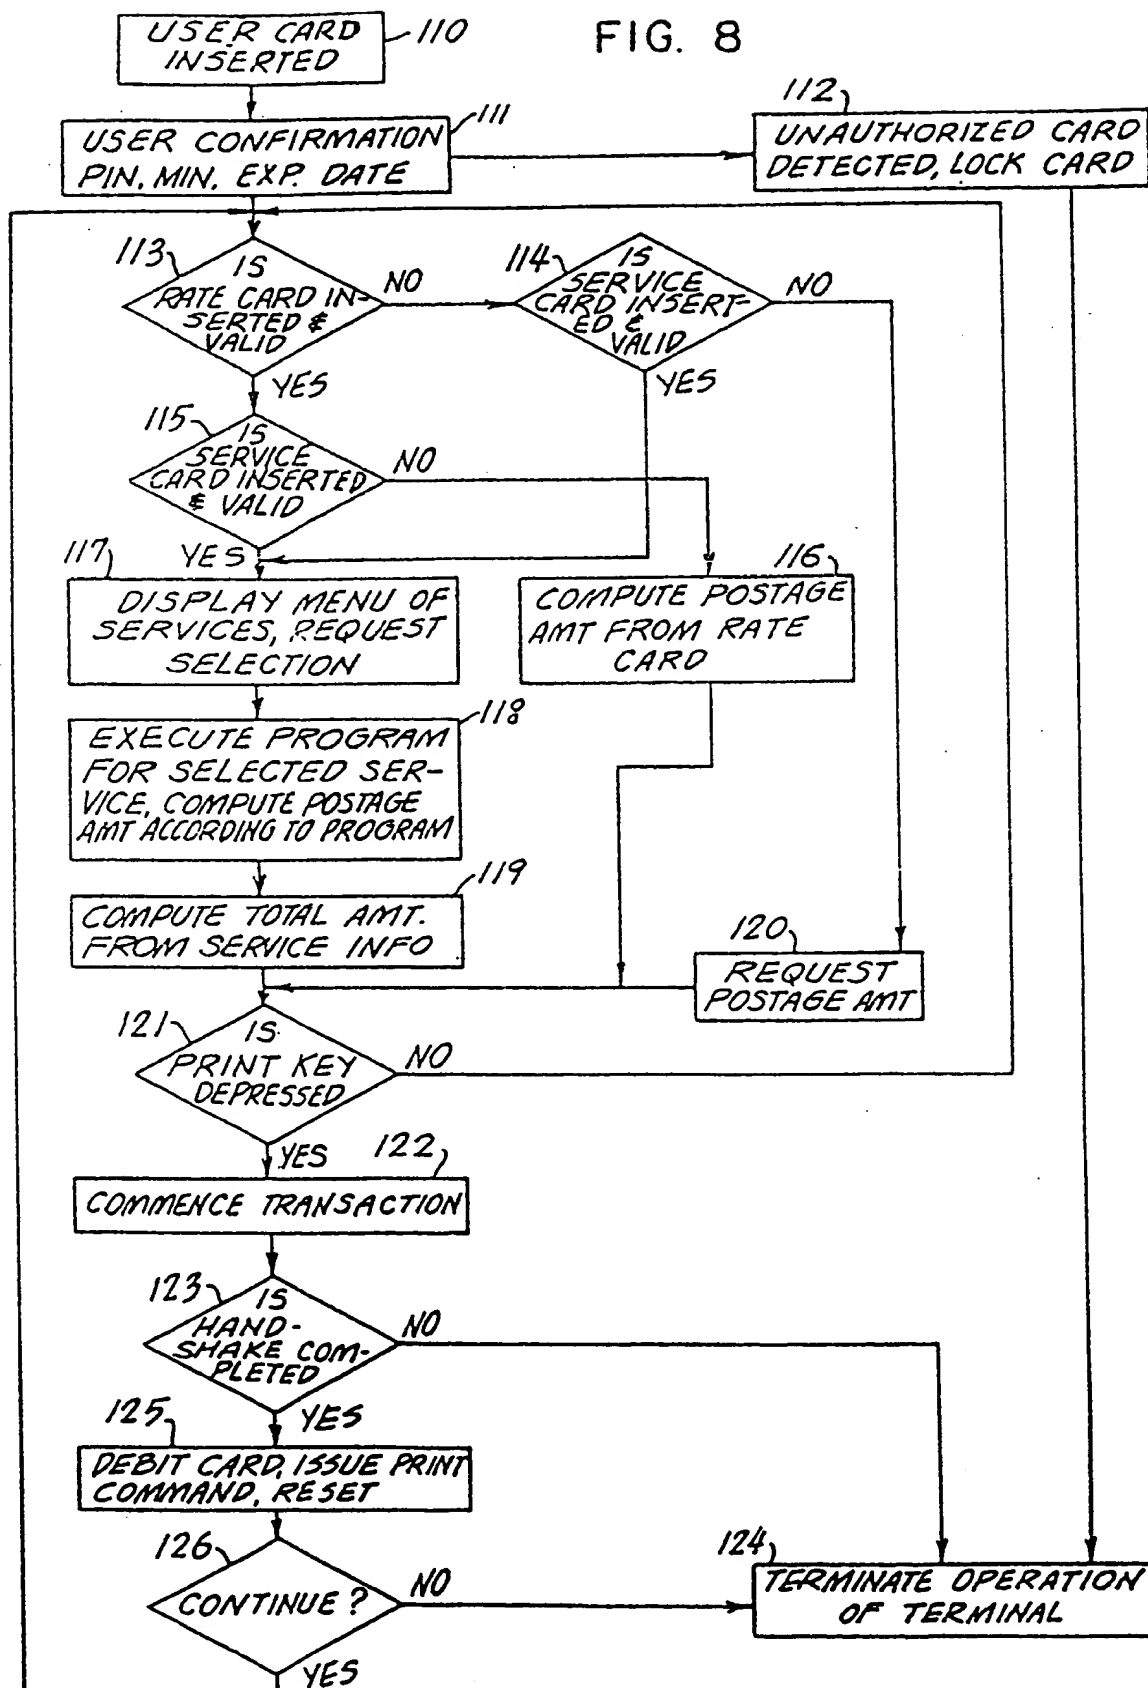 FIG. 8
USER CARD
INSERTED
110
111
USER CONFIRMATION
PIN. MIN. EXP. DATE
112
UNAUTHORIZED CARD
DETECTED, LOCK CARD
113
IS
RATE CARD IN-
SERTED &
VALID
NO
YES
114
IS
SERVICE
CARD INSERT-
ED &
VALID
NO
YES
115
IS
SERVICE
CARD INSERTED
& VALID
NO
YES
116
COMPUTE POSTAGE
AMT FROM RATE
CARD
117
DISPLAY MENU OF
SERVICES, REQUEST
SELECTION
118
EXECUTE PROGRAM
FOR SELECTED SER-
VICE, COMPUTE POSTAGE
AMT ACCORDING TO PROGRAM
119
COMPUTE TOTAL AMT.
FROM SERVICE INFO
120
REQUEST
POSTAGE AMT
121
IS
PRINT KEY
DEPRESSED
NO
YES
122
COMMENCE TRANSACTION
123
IS
HAND-
SHAKE COM-
PLETED
NO
YES
125
DEBIT CARD, ISSUE PRINT
COMMAND, RESET
126
CONTINUE?
NO
YES
124
TERMINATE OPERATION
OF TERMINAL